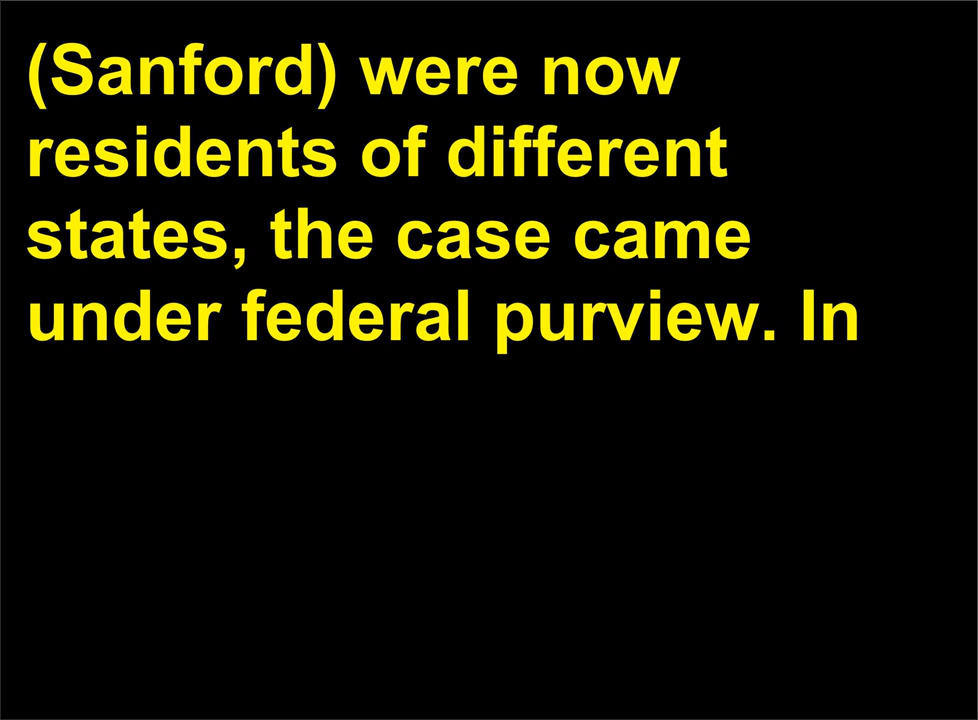 (Sanford) were now
residents of different
states, the case came
under federal purview. In